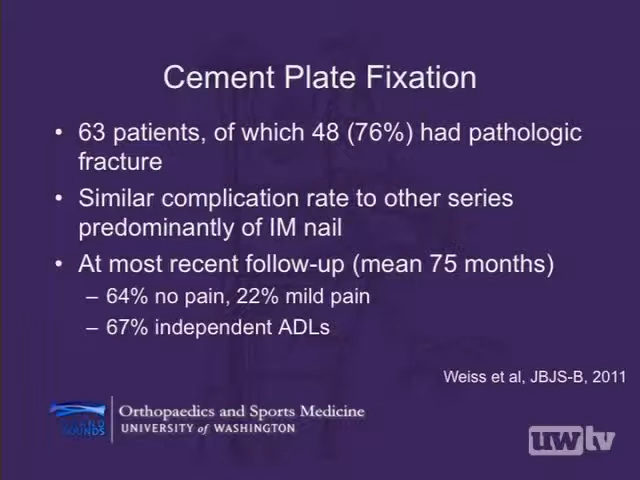 Cement Plate Fixation
• 63 patients, of which 48 (76%) had pathologic
fracture
• Similar complication rate to other series
predominantly of IM nail
• At most recent follow-up (mean 75 months)
– 64% no pain, 22% mild pain
– 67% independent ADLs
Weiss et al, JBJS-B, 2011
Orthopaedics and Sports Medicine
UNIVERSITY of WASHINGTON
uwtv